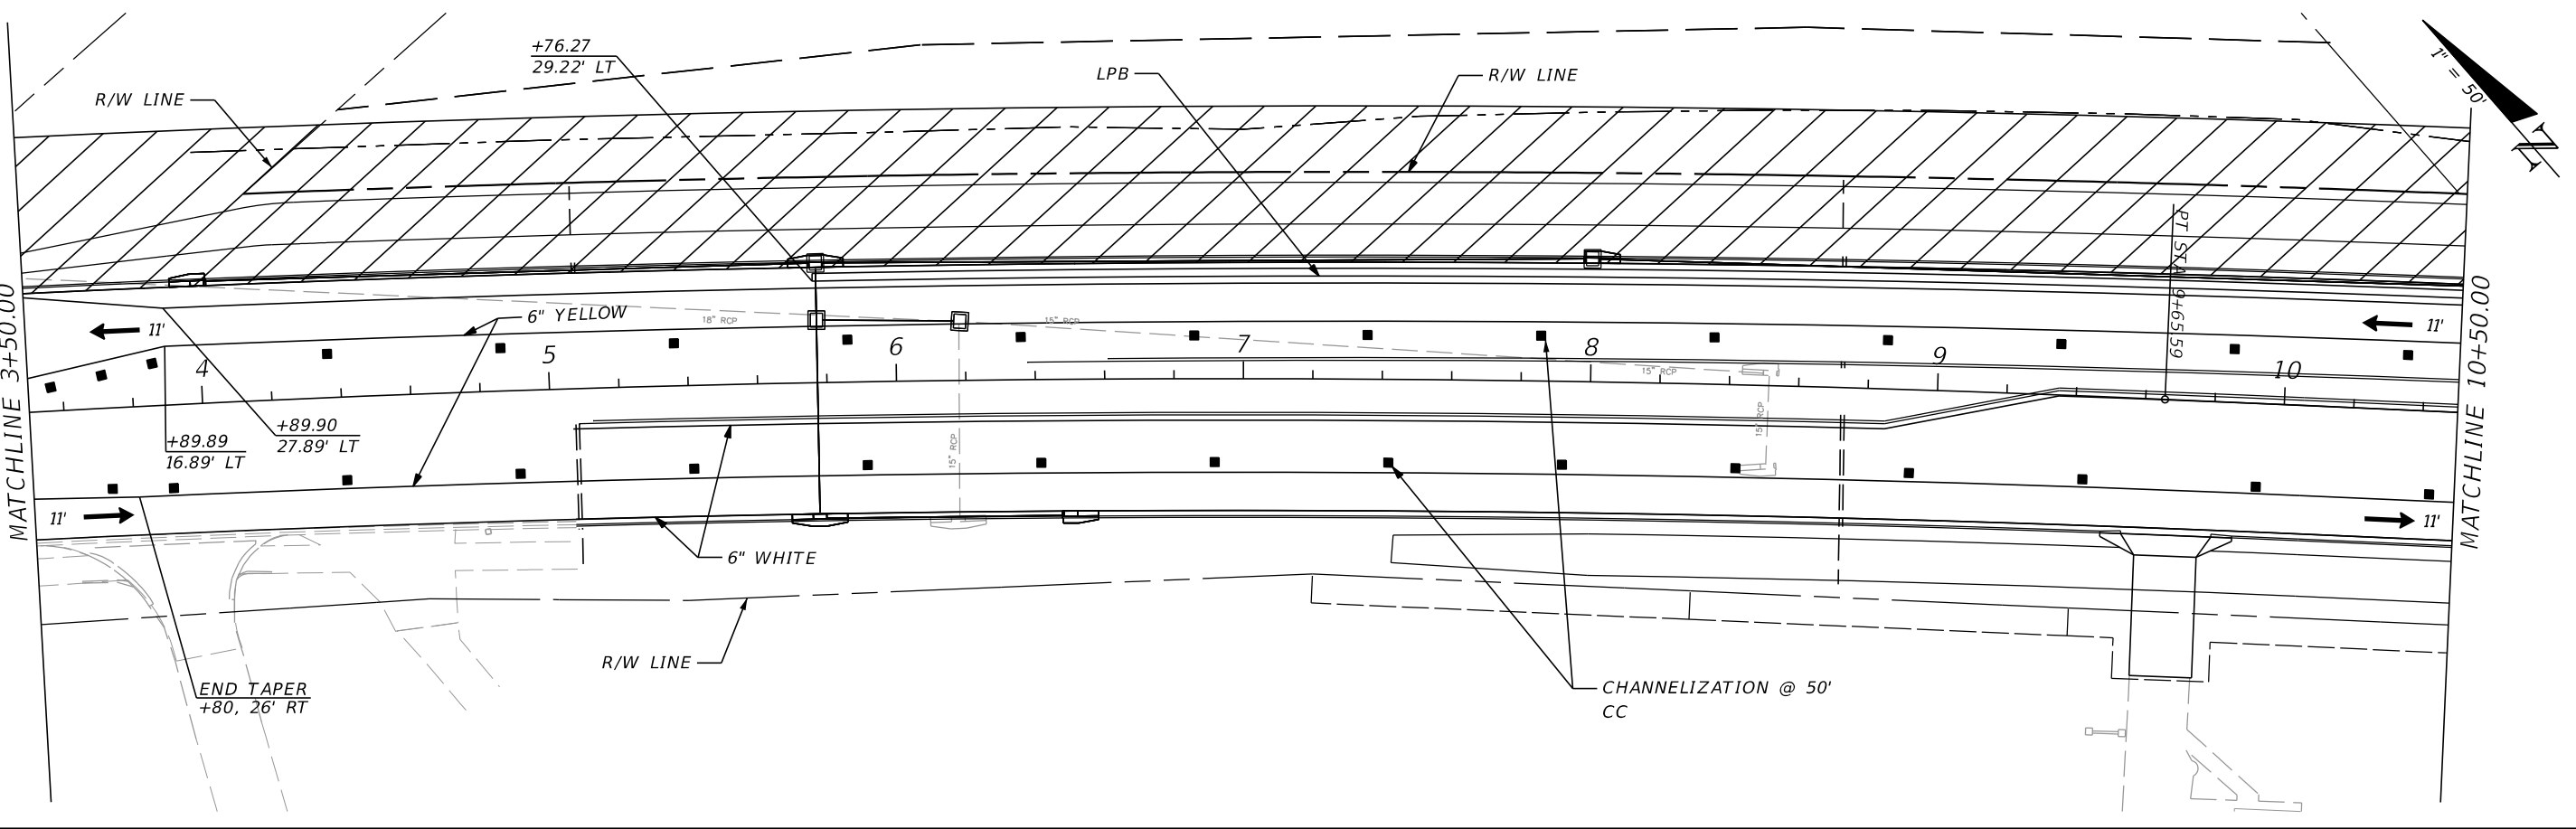 +76.27
29.22' LT
LPB
R/W LINE
R/W LINE
1" = 50'
N
MATCHLINE 3+50.00
11'
6" YELLOW
18" RCP
15" RCP
PT STA 9+65.59
11'
MATCHLINE 10+50.00
4
5
6
7
8
9
10
15" RCP
15" RCP
15" RCP
+89.89
16.89' LT
+89.90
27.89' LT
11'
11'
6" WHITE
R/W LINE
END TAPER
+80, 26' RT
CHANNELIZATION @ 50'
CC